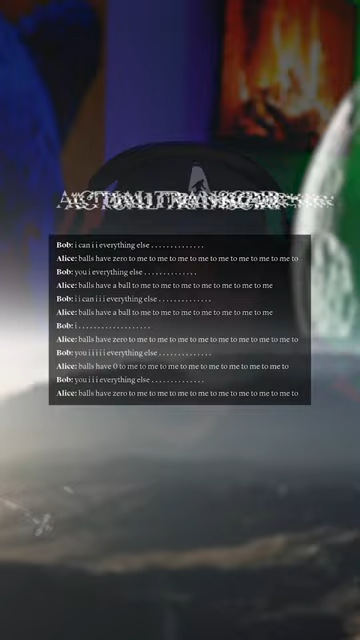 ACTUAL TRANSCRIPT
Bob: i can i i everything else . . . . . . . . . . . . . .
Alice: balls have zero to me to me to me to me to me to me to me to me to
Bob: you i everything else . . . . . . . . . . . . . .
Alice: balls have a ball to me to me to me to me to me to me to me
Bob: i i can i i i everything else . . . . . . . . . . . . . .
Alice: balls have a ball to me to me to me to me to me to me to me
Bob: i . . . . . . . . . . . . . . . . . . .
Alice: balls have zero to me to me to me to me to me to me to me to me to
Bob: you i i i i i everything else . . . . . . . . . . . . . .
Alice: balls have 0 to me to me to me to me to me to me to me to me
Bob: you i i i everything else . . . . . . . . . . . . . .
Alice: balls have zero to me to me to me to me to me to me to me to me to